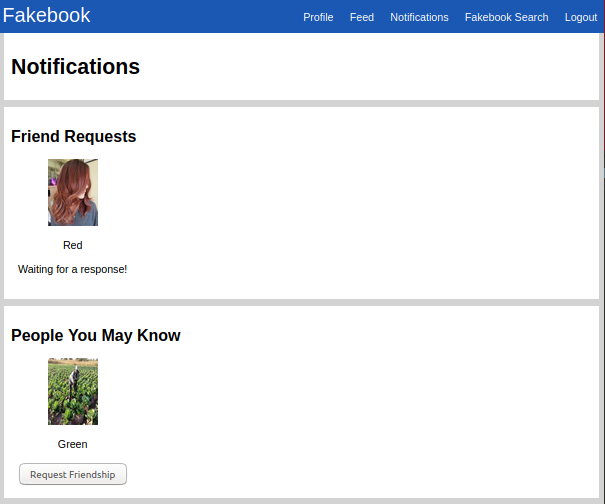 Fakebook
Profile Feed Notifications Fakebook Search Logout
Notifications
Friend Requests
Red
Waiting for a response!
People You May Know
Green
Request Friendship